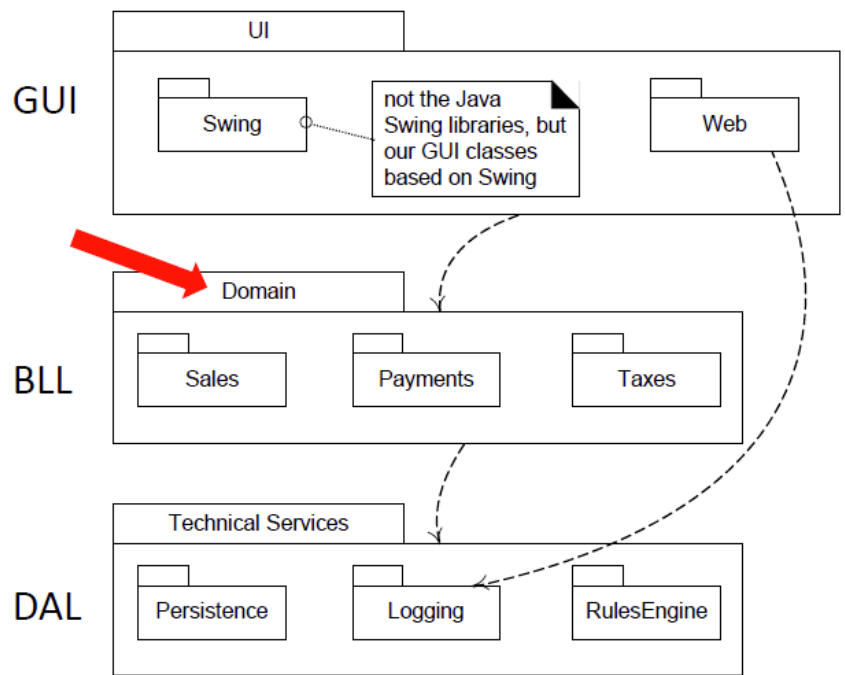 UI
GUI
Swing
not the Java
Swing libraries, but
our GUI classes
based on Swing
Web
Domain
BLL
Sales
Payments
Taxes
Technical Services
DAL
Persistence
Logging
RulesEngine